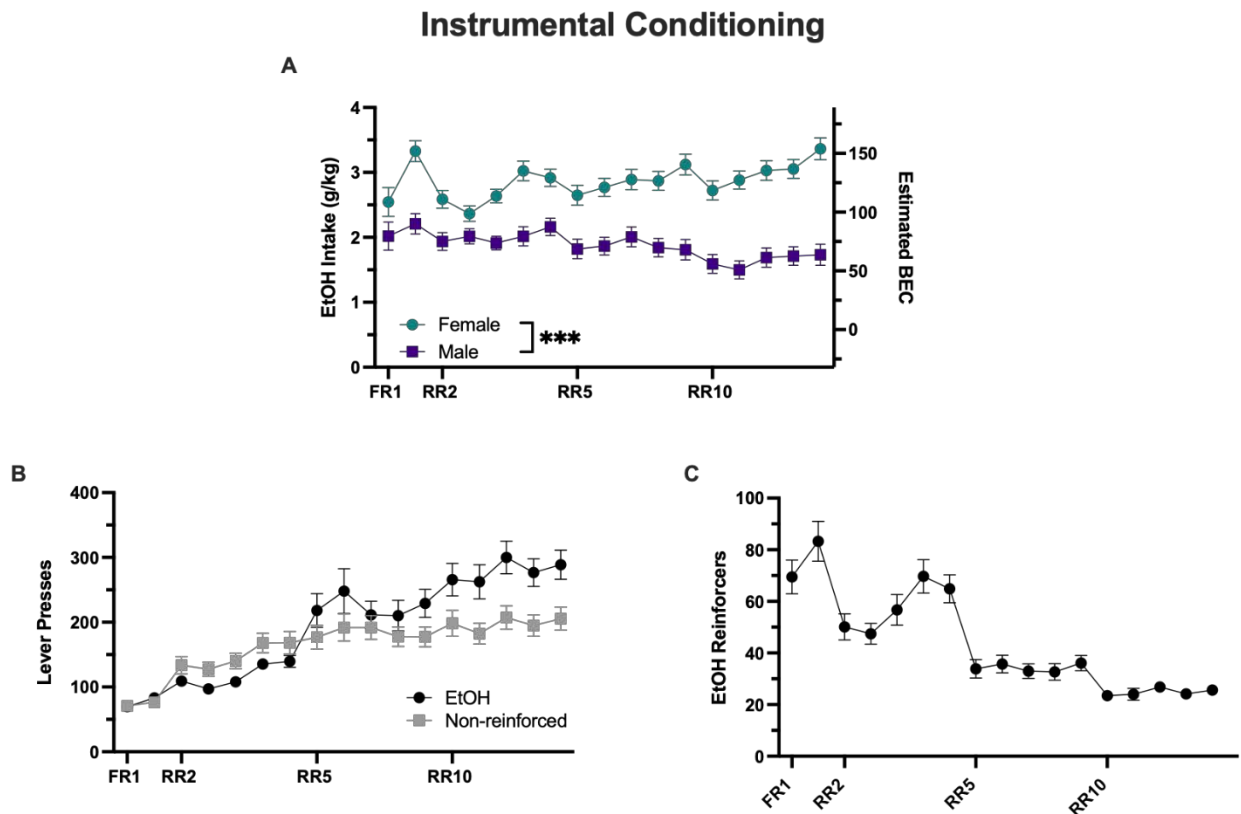 Instrumental Conditioning
A
EtOH Intake (g/kg)
4
3
2
1
0
150
100
50
0
Estimated BEC
Female
Male
***
FR1 RR2 RR5 RR10
B
Lever Presses
400
300
200
100
0
EtOH
Non-reinforced
FR1 RR2 RR5 RR10
C
EtOH Reinforcers
100
80
60
40
20
0
FR1 RR2 RR5 RR10